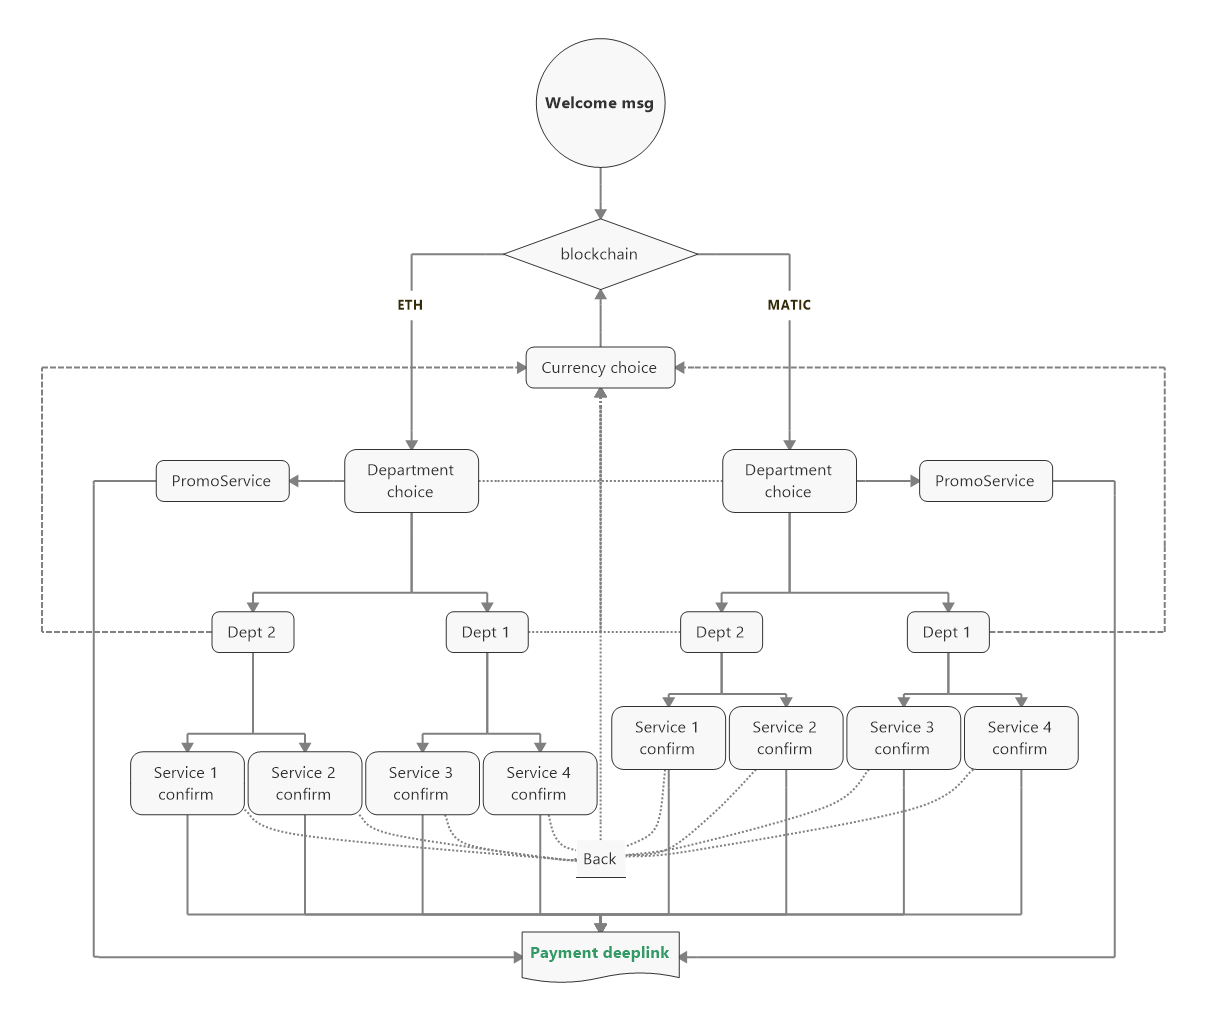 Welcome msg
blockchain
ETH
MATIC
Currency choice
PromoService
Department
choice
Department
choice
PromoService
Dept 2
Dept 1
Dept 2
Dept 1
Service 1
confirm
Service 2
confirm
Service 3
confirm
Service 4
confirm
Service 1
confirm
Service 2
confirm
Service 3
confirm
Service 4
confirm
Back
Payment deeplink